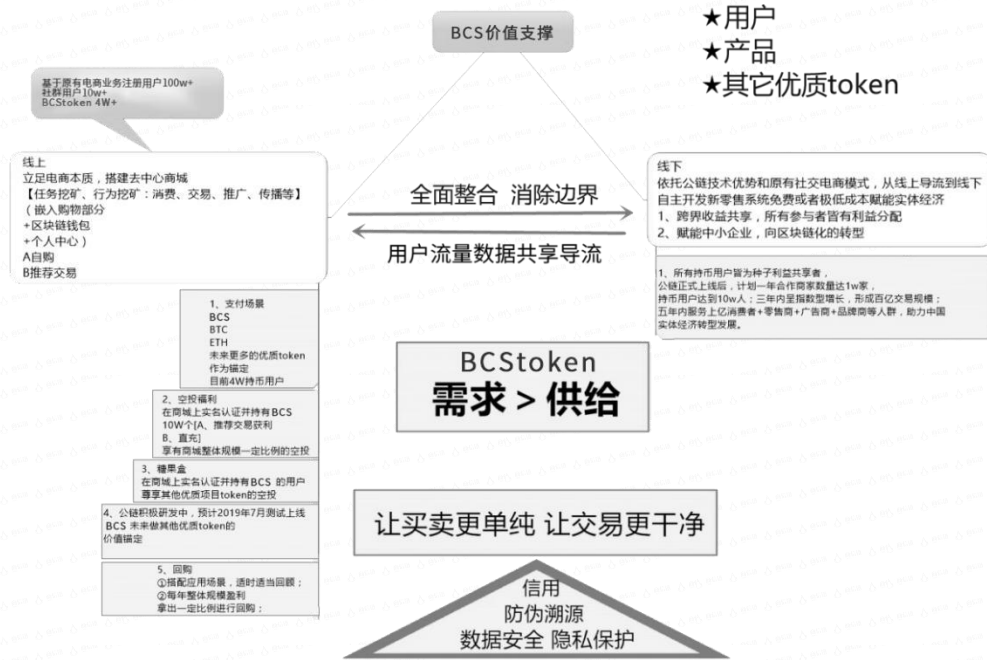 BCS价值支撑
★用户
★产品
★其它优质token
基于原有电商业务注册用户100w+
社群用户10w+
BCStoken 4W+
线上
立足电商本质，搭建去中心商城
【任务挖矿、行为挖矿：消费、交易、推广、传播等】
（嵌入购物部分
+区块链钱包
+个人中心）
A自购
B推荐交易
全面整合 消除边界
用户流量数据共享导流
线下
依托公链技术优势和原有社交电商模式，从线上导流到线下
自主开发新零售系统免费或者极低成本赋能实体经济
1、跨界收益共享，所有参与者皆有利益分配
2、赋能中小企业，向区块链化的转型
1、所有持币用户皆为种子利益共享者，
公链正式上线后，计划一年合作商家数量达1w家，
持币用户达到10w人；三年内呈指数型增长，形成百亿交易规模；
五年内服务上亿消费者+零售商+广告商+品牌商等人群，助力中国
实体经济转型发展。
1、支付场景
BCS
BTC
ETH
未来更多的优质token
作为锚定
目前4W持币用户
2、空投福利
在商城上实名认证并持有BCS
10W个[A、推荐交易获利
B、直充]
享有商城整体规模一定比例的空投
3、糖果盒
在商城上实名认证并持有BCS 的用户
尊享其他优质项目token的空投
4、公链积极研发中，预计2019年7月测试上线
BCS 未来做其他优质token的
价值锚定
5、回购
①搭配应用场景，适时适当回顾；
②每年整体规模盈利
拿出一定比例进行回购；
BCStoken
需求 > 供给
让买卖更单纯 让交易更干净
信用
防伪溯源
数据安全 隐私保护